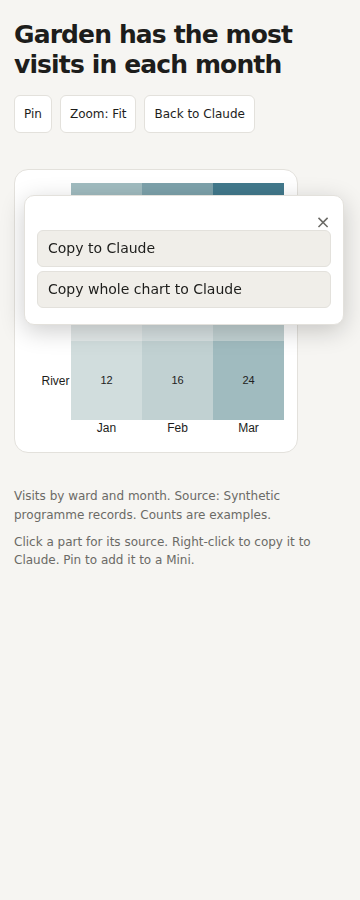 Garden has the most
visits in each month
Pin
Zoom: Fit
Back to Claude
×
Copy to Claude
Copy whole chart to Claude
River 12 16 24
Jan Feb Mar
Visits by ward and month. Source: Synthetic
programme records. Counts are examples.
Click a part for its source. Right-click to copy it to
Claude. Pin to add it to a Mini.